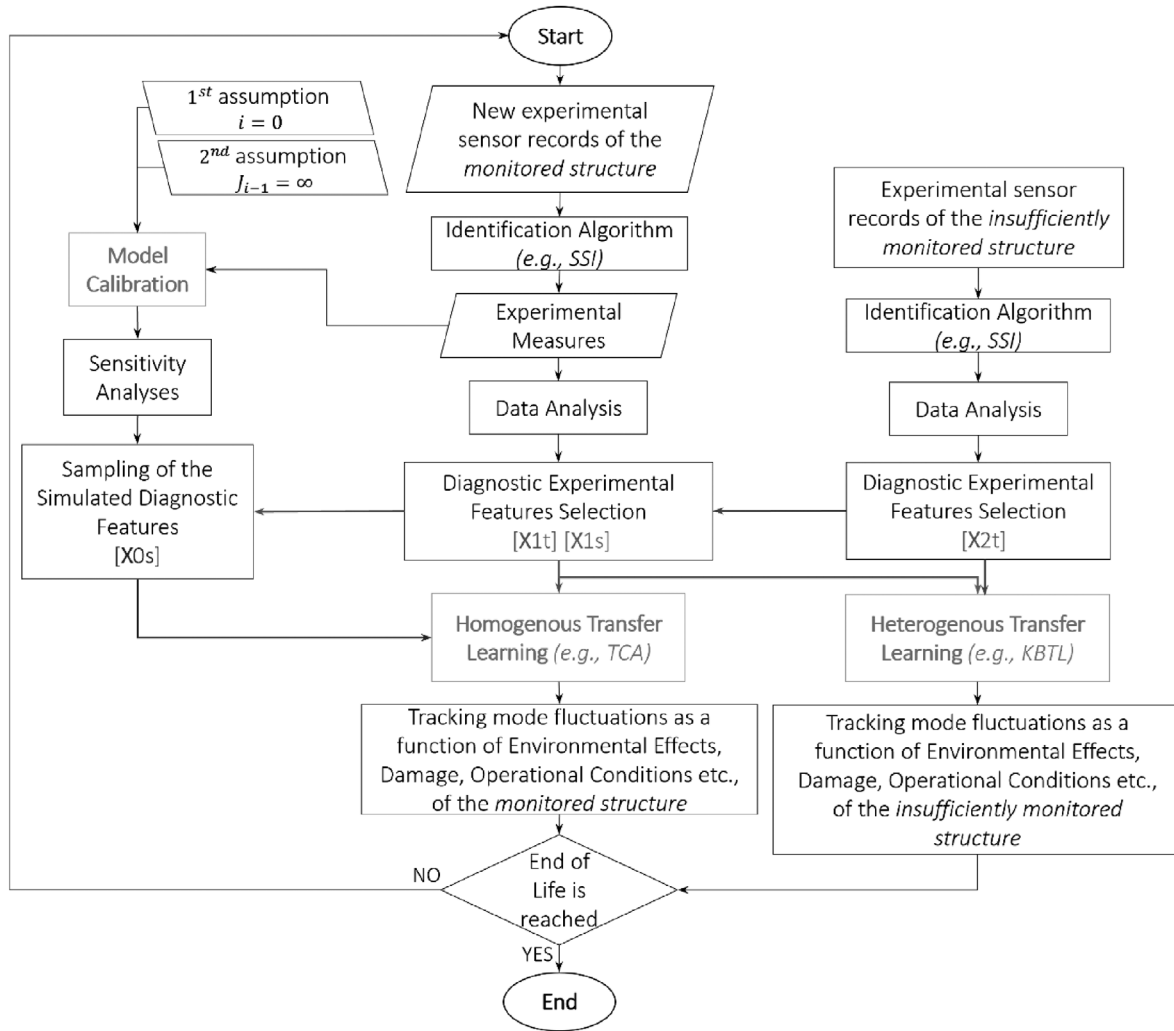 Start
1st assumption
i = 0
2nd assumption
J_{i-1} = ∞
New experimental
sensor records of the
monitored structure
Experimental sensor
records of the insufficiently
monitored structure
Model
Calibration
Identification Algorithm
(e.g., SSI)
Identification Algorithm
(e.g., SSI)
Experimental
Measures
Sensitivity
Analyses
Data Analysis
Data Analysis
Sampling of the
Simulated Diagnostic
Features
[X0s]
Diagnostic Experimental
Features Selection
[X1t] [X1s]
Diagnostic Experimental
Features Selection
[X2t]
Homogenous Transfer
Learning (e.g., TCA)
Heterogenous Transfer
Learning (e.g., KBTL)
Tracking mode fluctuations as a
function of Environmental Effects,
Damage, Operational Conditions etc.,
of the monitored structure
Tracking mode fluctuations as a
function of Environmental Effects,
Damage, Operational Conditions etc.,
of the insufficiently monitored
structure
NO
End of
Life is
reached
YES
End